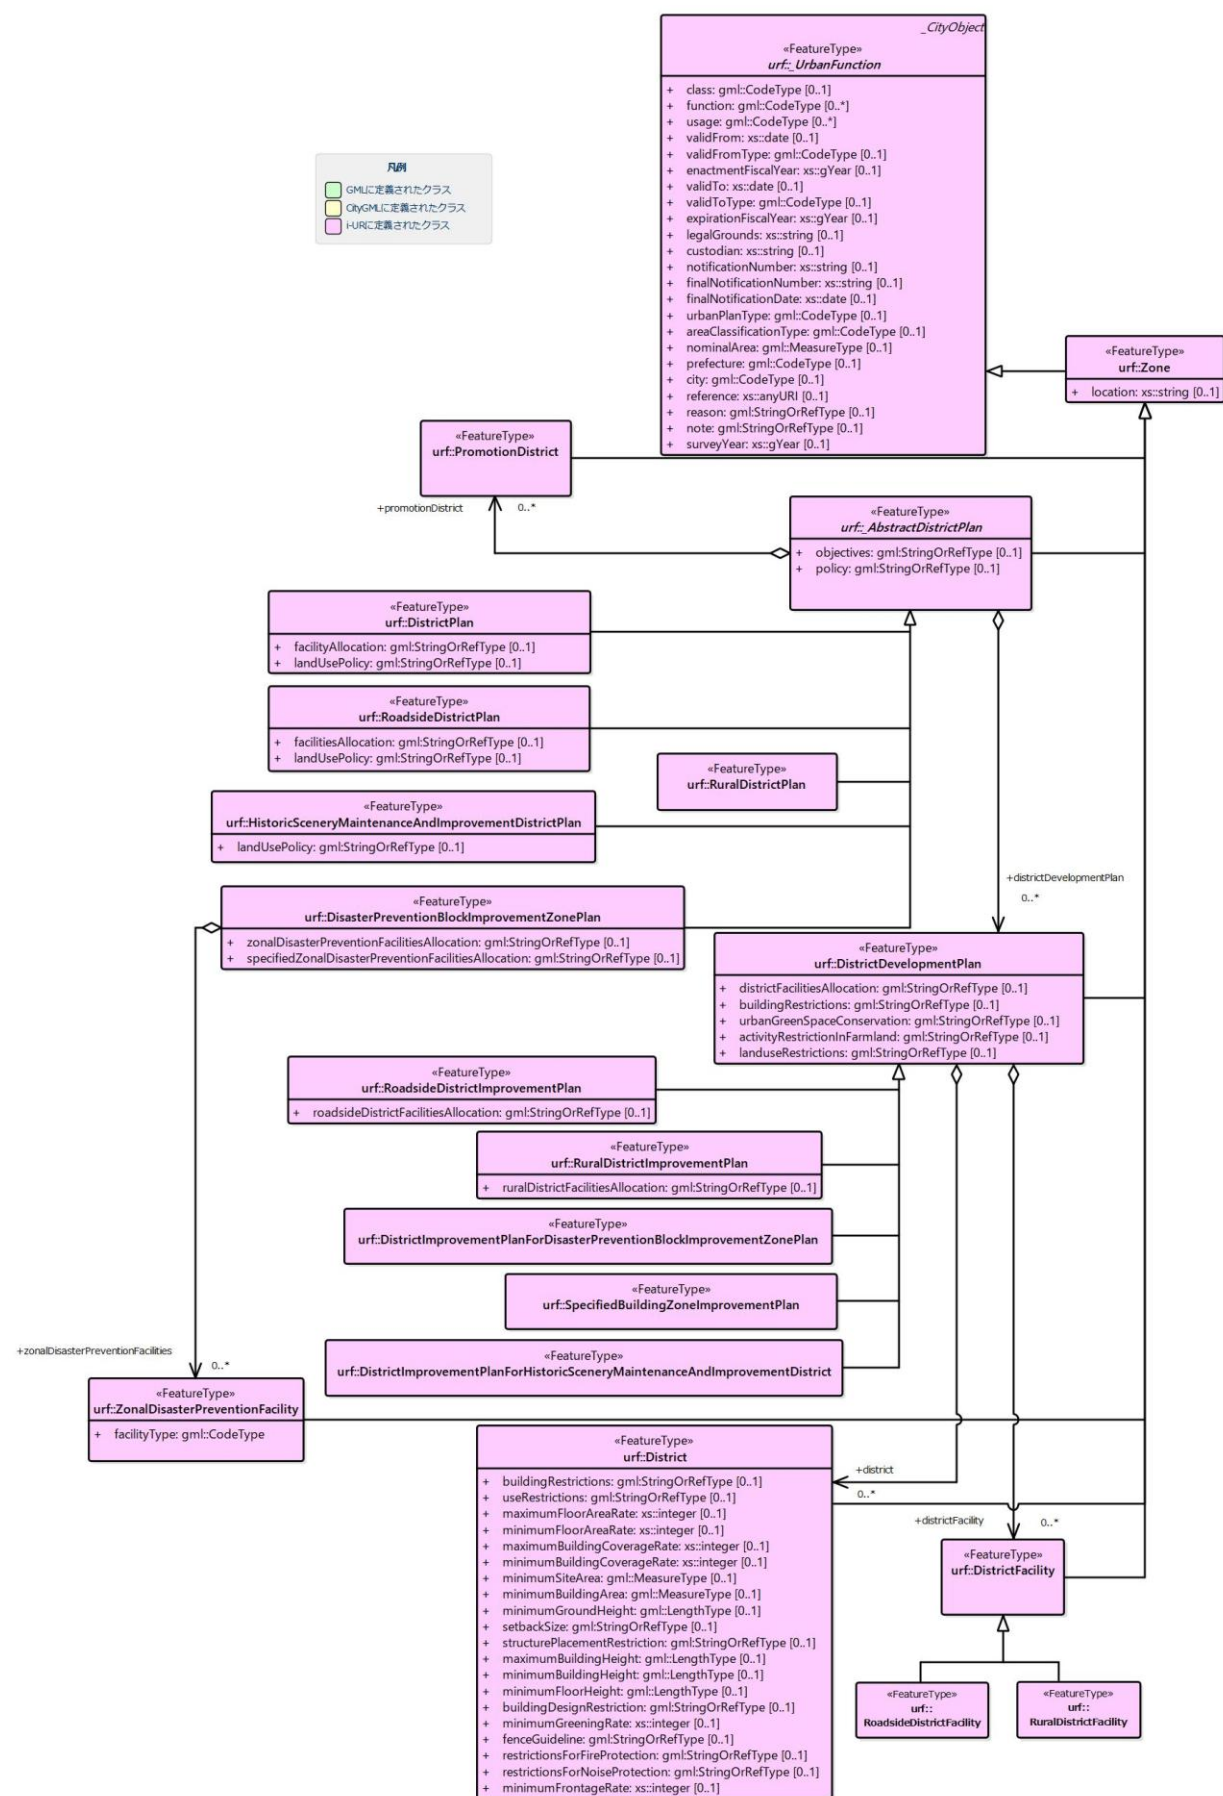 _CityObject
«FeatureType»
urf::_UrbanFunction
+ class: gml::CodeType [0..1]
+ function: gml::CodeType [0..*]
+ usage: gml::CodeType [0..*]
+ validFrom: xs::date [0..1]
+ validFromType: gml::CodeType [0..1]
+ enactmentFiscalYear: xs::gYear [0..1]
+ validTo: xs::date [0..1]
+ validToType: gml::CodeType [0..1]
+ expirationFiscalYear: xs::gYear [0..1]
+ legalGrounds: xs::string [0..1]
+ custodian: xs::string [0..1]
+ notificationNumber: xs::string [0..1]
+ finalNotificationNumber: xs::string [0..1]
+ finalNotificationDate: xs::date [0..1]
+ urbanPlanType: gml::CodeType [0..1]
+ areaClassificationType: gml::CodeType [0..1]
+ nominalArea: gml::MeasureType [0..1]
+ prefecture: gml::CodeType [0..1]
+ city: gml::CodeType [0..1]
+ reference: xs::anyURI [0..1]
+ reason: gml:StringOrRefType [0..1]
+ note: gml:StringOrRefType [0..1]
+ surveyYear: xs::gYear [0..1]
凡例
GMLに定義されたクラス
CityGMLに定義されたクラス
i-URに定義されたクラス
«FeatureType»
urf::Zone
+ location: xs::string [0..1]
«FeatureType»
urf::PromotionDistrict
+promotionDistrict
0..*
«FeatureType»
urf::_AbstractDistrictPlan
+ objectives: gml:StringOrRefType [0..1]
+ policy: gml:StringOrRefType [0..1]
«FeatureType»
urf::DistrictPlan
+ facilityAllocation: gml:StringOrRefType [0..1]
+ landUsePolicy: gml:StringOrRefType [0..1]
«FeatureType»
urf::RoadsideDistrictPlan
+ facilitiesAllocation: gml:StringOrRefType [0..1]
+ landUsePolicy: gml:StringOrRefType [0..1]
«FeatureType»
urf::RuralDistrictPlan
«FeatureType»
urf::HistoricSceneryMaintenanceAndImprovementDistrictPlan
+ landUsePolicy: gml:StringOrRefType [0..1]
+districtDevelopmentPlan
0..*
«FeatureType»
urf::DisasterPreventionBlockImprovementZonePlan
+ zonalDisasterPreventionFacilitiesAllocation: gml:StringOrRefType [0..1]
+ specifiedZonalDisasterPreventionFacilitiesAllocation: gml:StringOrRefType [0..1]
«FeatureType»
urf::DistrictDevelopmentPlan
+ districtFacilitiesAllocation: gml:StringOrRefType [0..1]
+ buildingRestrictions: gml:StringOrRefType [0..1]
+ urbanGreenSpaceConservation: gml:StringOrRefType [0..1]
+ activityRestrictionInFarmland: gml:StringOrRefType [0..1]
+ landuseRestrictions: gml:StringOrRefType [0..1]
«FeatureType»
urf::RoadsideDistrictImprovementPlan
+ roadsideDistrictFacilitiesAllocation: gml:StringOrRefType [0..1]
«FeatureType»
urf::RuralDistrictImprovementPlan
+ ruralDistrictFacilitiesAllocation: gml:StringOrRefType [0..1]
«FeatureType»
urf::DistrictImprovementPlanForDisasterPreventionBlockImprovementZonePlan
«FeatureType»
urf::SpecifiedBuildingZoneImprovementPlan
«FeatureType»
urf::DistrictImprovementPlanForHistoricSceneryMaintenanceAndImprovementDistrict
+zonalDisasterPreventionFacilities
0..*
«FeatureType»
urf::ZonalDisasterPreventionFacility
+ facilityType: gml::CodeType
«FeatureType»
urf::District
+ buildingRestrictions: gml:StringOrRefType [0..1]
+ useRestrictions: gml:StringOrRefType [0..1]
+ maximumFloorAreaRate: xs::integer [0..1]
+ minimumFloorAreaRate: xs::integer [0..1]
+ maximumBuildingCoverageRate: xs::integer [0..1]
+ minimumBuildingCoverageRate: xs::integer [0..1]
+ minimumSiteArea: gml::MeasureType [0..1]
+ minimumBuildingArea: gml::MeasureType [0..1]
+ minimumGroundHeight: gml::LengthType [0..1]
+ setbackSize: gml:StringOrRefType [0..1]
+ structurePlacementRestriction: gml:StringOrRefType [0..1]
+ maximumBuildingHeight: gml::LengthType [0..1]
+ minimumBuildingHeight: gml::LengthType [0..1]
+ minimumFloorHeight: gml::LengthType [0..1]
+ buildingDesignRestriction: gml:StringOrRefType [0..1]
+ minimumGreeningRate: xs::integer [0..1]
+ fenceGuideline: gml:StringOrRefType [0..1]
+ restrictionsForFireProtection: gml:StringOrRefType [0..1]
+ restrictionsForNoiseProtection: gml:StringOrRefType [0..1]
+ minimumFrontageRate: xs::integer [0..1]
+district
0..*
+districtFacility
0..*
«FeatureType»
urf::DistrictFacility
«FeatureType»
urf::
RoadsideDistrictFacility
«FeatureType»
urf::
RuralDistrictFacility